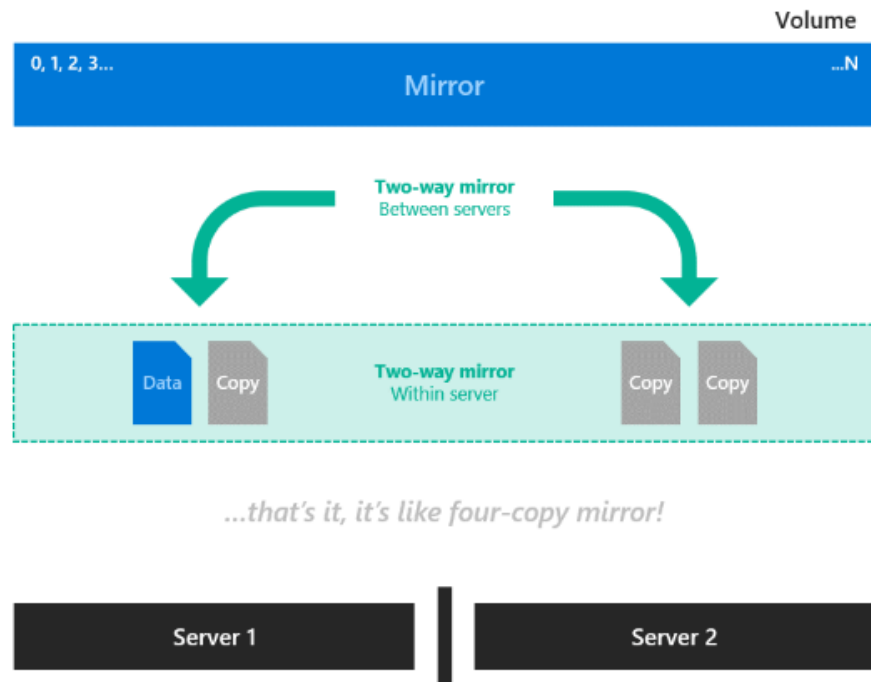 Volume
0, 1, 2, 3...
...N
Mirror
Two-way mirror
Between servers
Data
Copy
Two-way mirror
Within server
Copy
Copy
...that's it, it's like four-copy mirror!
Server 1
Server 2